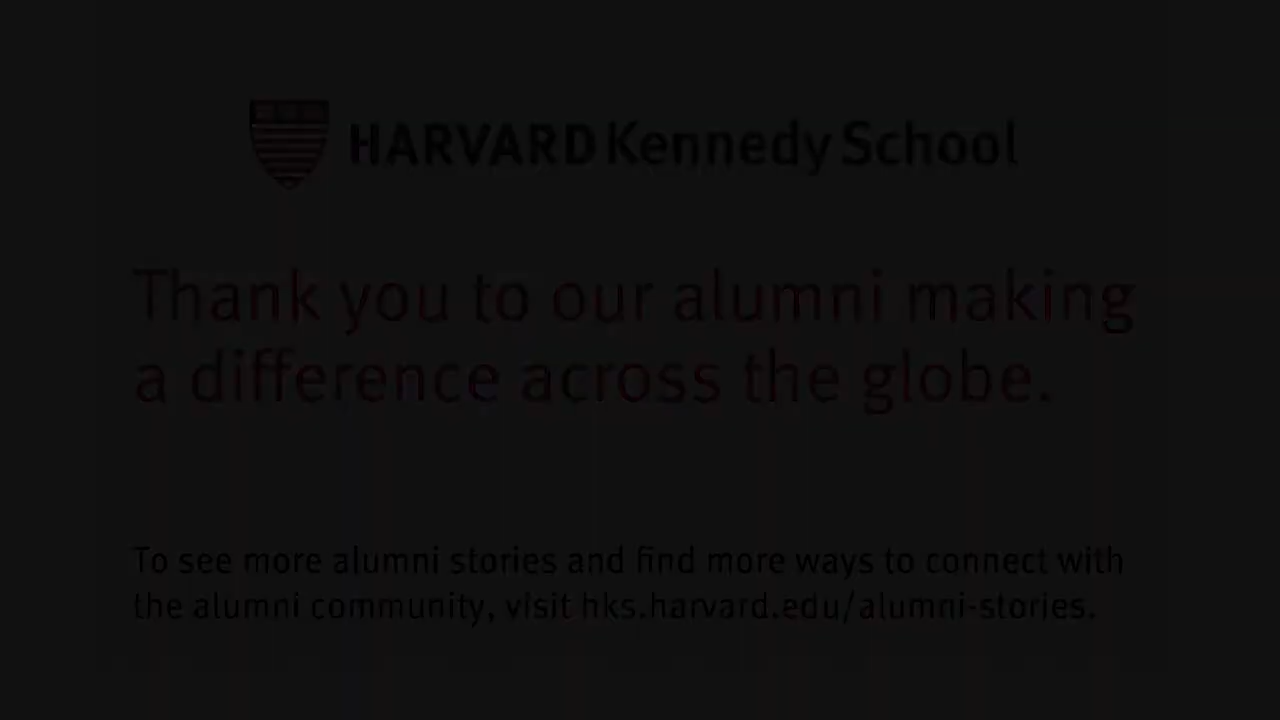 HARVARD Kennedy School
Thank you to our alumni making
a difference across the globe.
To see more alumni stories and find more ways to connect with
the alumni community, visit hks.harvard.edu/alumni-stories.